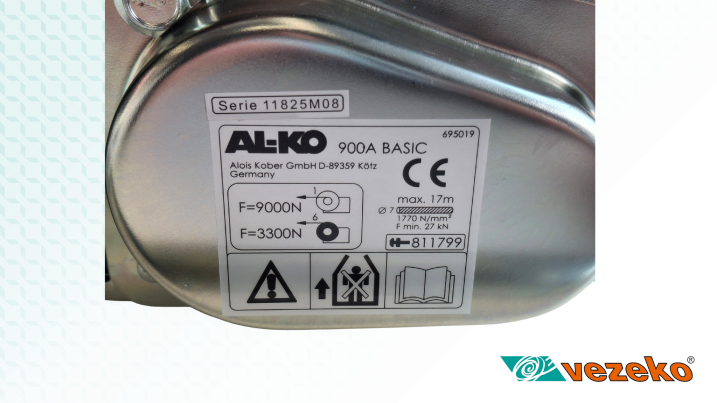 Serie 11825M08
AL-KO 900A BASIC
695019
Alois Kober GmbH D-89359 Kötz
Germany
CE
1
F=9000N
6
F=3300N
max. 17m
Ø 7
1770 N/mm²
F min. 27 kN
811799
vezeko®